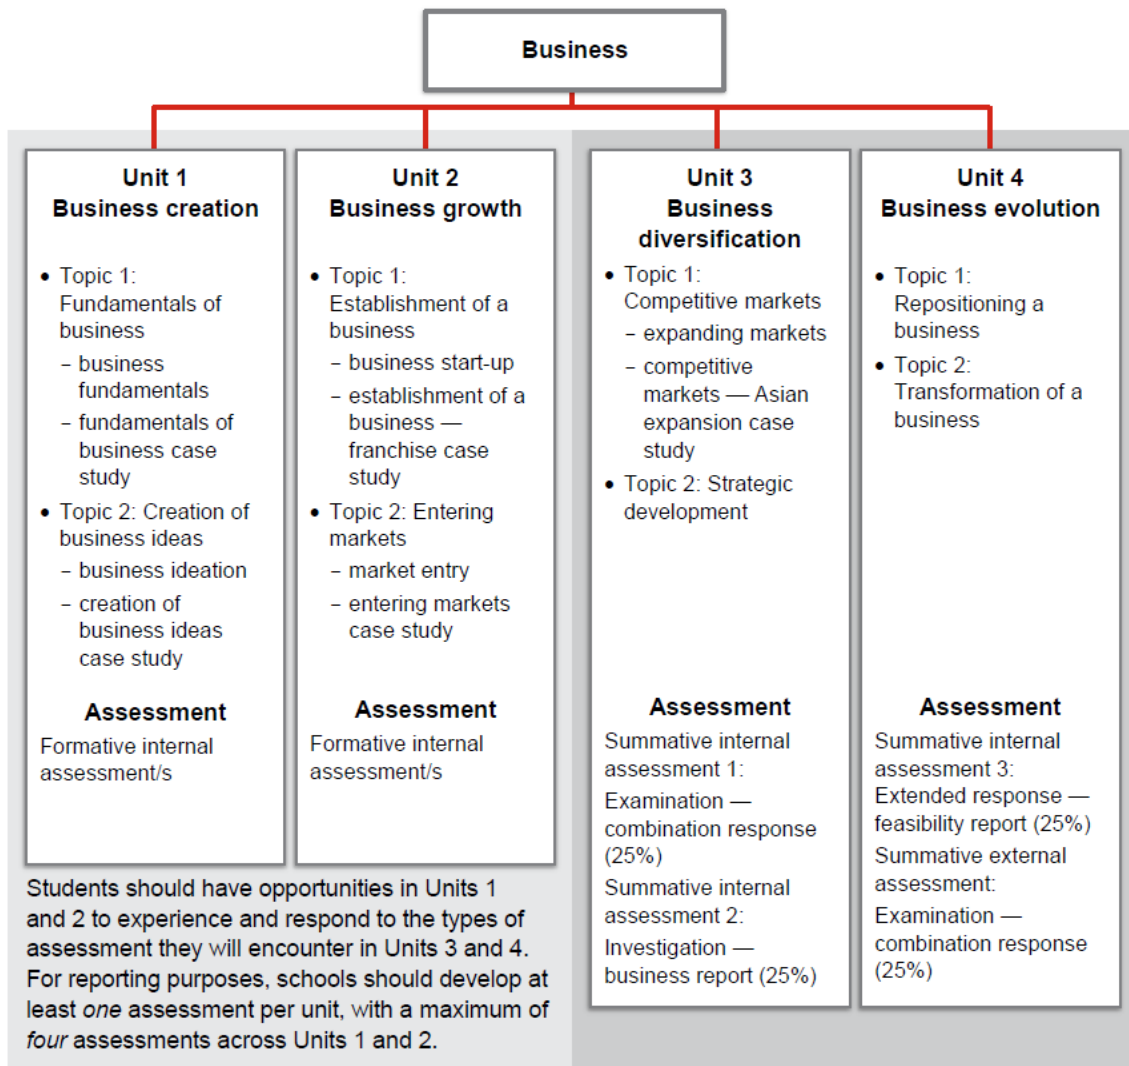 Business
Unit 1
Business creation
• Topic 1:
Fundamentals of
business
– business
fundamentals
– fundamentals of
business case
study
• Topic 2: Creation of
business ideas
– business ideation
– creation of
business ideas
case study
Assessment
Formative internal
assessment/s
Unit 2
Business growth
• Topic 1:
Establishment of a
business
– business start-up
– establishment of a
business —
franchise case
study
• Topic 2: Entering
markets
– market entry
– entering markets
case study
Assessment
Formative internal
assessment/s
Students should have opportunities in Units 1
and 2 to experience and respond to the types of
assessment they will encounter in Units 3 and 4.
For reporting purposes, schools should develop at
least one assessment per unit, with a maximum of
four assessments across Units 1 and 2.
Unit 3
Business
diversification
• Topic 1:
Competitive markets
– expanding markets
– competitive
markets — Asian
expansion case
study
• Topic 2: Strategic
development
Assessment
Summative internal
assessment 1:
Examination —
combination response
(25%)
Summative internal
assessment 2:
Investigation —
business report (25%)
Unit 4
Business evolution
• Topic 1:
Repositioning a
business
• Topic 2:
Transformation of a
business
Assessment
Summative internal
assessment 3:
Extended response —
feasibility report (25%)
Summative external
assessment:
Examination —
combination response
(25%)